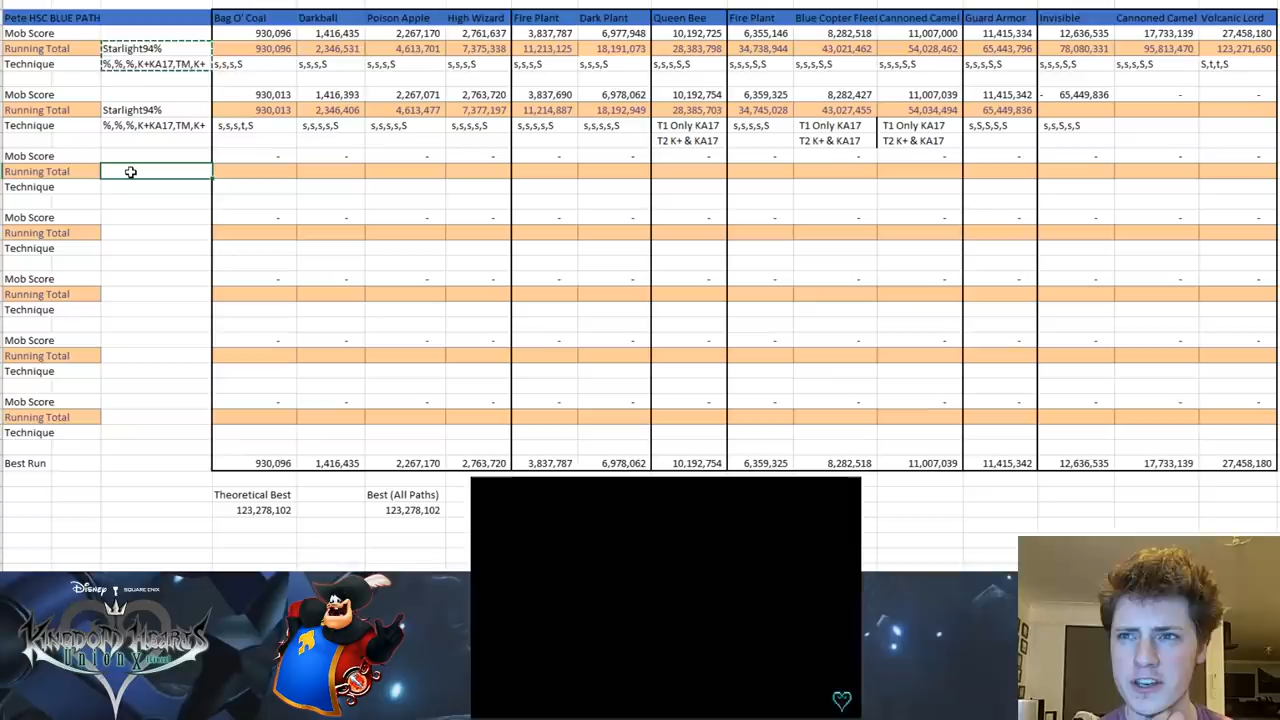 Pete HSC BLUE PATH Bag O' Coal Darkball Poison Apple High Wizard Fire Plant Dark Plant Queen Bee Fire Plant Blue Copter Fleet Cannoned Camel Guard Armor Invisible Cannoned Camel Volcanic Lord
Mob Score 930,096 1,416,435 2,267,170 2,761,637 3,837,787 6,977,948 10,192,725 6,355,146 8,282,518 11,007,000 11,415,334 12,636,535 17,733,139 27,458,180
Running Total Starlight94% 930,096 2,346,531 4,613,701 7,375,338 11,213,125 18,191,073 28,383,798 34,738,944 43,021,462 54,028,462 65,443,796 78,080,331 95,813,470 123,271,650
Technique %,%,%,K+KA17,TM,K+ s,s,s,S s,s,s,s,S s,s,s,s,S s,s,s,s,S s,s,s,s,S s,s,s,s,S s,s,s,S,S s,s,s,s,S s,s,s,S,S s,s,s,S,S s,s,s,S,S s,s,s,S,S s,s,s,S,S S,t,t,S
Mob Score 930,013 1,416,393 2,267,071 2,763,720 3,837,690 6,978,062 10,192,754 6,359,325 8,282,427 11,007,039 11,415,342 - 65,449,836 - -
Running Total Starlight94% 930,013 2,346,406 4,613,477 7,377,197 11,214,887 18,192,949 28,385,703 34,745,028 43,027,455 54,034,494 65,449,836
Technique %,%,%,K+KA17,TM,K+ s,s,s,t,S s,s,s,s,S s,s,s,s,S s,s,s,s,S s,s,s,s,S s,s,s,s,S T1 Only KA17 s,s,s,s,S T1 Only KA17 T1 Only KA17 s,S,S,S,S s,s,s,S,S
T2 K+ & KA17 T2 K+ & KA17 T2 K+ & KA17
Mob Score - - - - - - - - - - - - - -
Running Total
Technique
Mob Score - - - - - - - - - - - - - -
Running Total
Technique
Mob Score - - - - - - - - - - - - - -
Running Total
Technique
Mob Score - - - - - - - - - - - - - -
Running Total
Technique
Mob Score - - - - - - - - - - - - - -
Running Total
Technique
Best Run 930,096 1,416,435 2,267,170 2,763,720 3,837,787 6,978,062 10,192,754 6,359,325 8,282,518 11,007,039 11,415,342 12,636,535 17,733,139 27,458,180
Theoretical Best Best (All Paths)
123,278,102 123,278,102
Disney SQUARE ENIX
KINGDOM HEARTS
Union χ